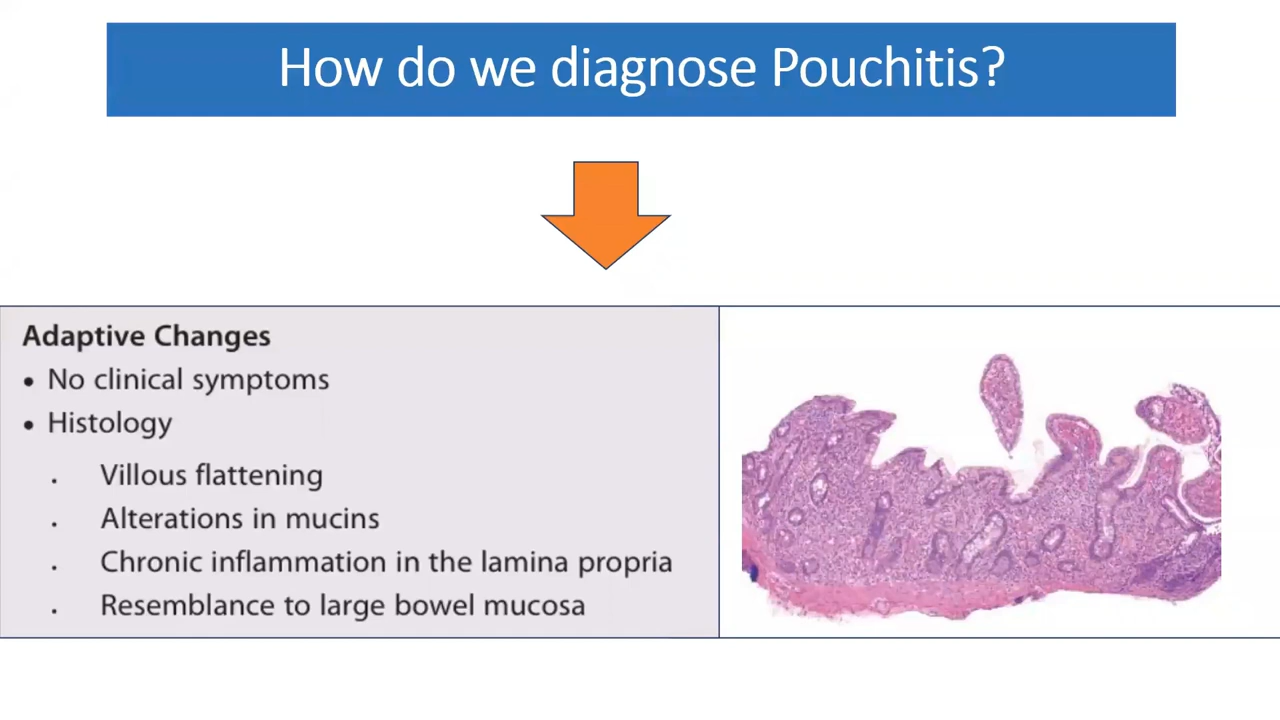 How do we diagnose Pouchitis?
Adaptive Changes
• No clinical symptoms
• Histology
. Villous flattening
. Alterations in mucins
. Chronic inflammation in the lamina propria
. Resemblance to large bowel mucosa